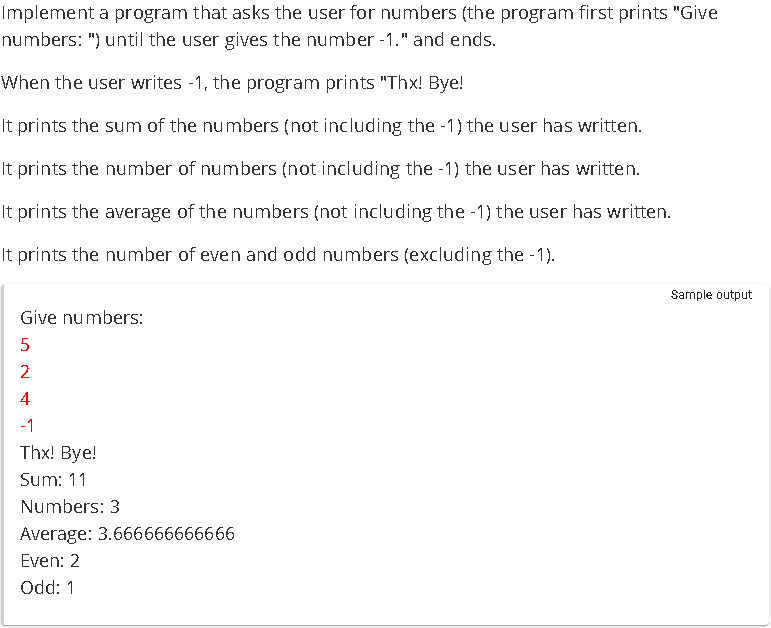 Implement a program that asks the user for numbers (the program first prints "Give
numbers: ") until the user gives the number -1." and ends.
When the user writes -1, the program prints "Thx! Bye!
It prints the sum of the numbers (not including the -1) the user has written.
It prints the number of numbers (not including the -1) the user has written.
It prints the average of the numbers (not including the -1) the user has written.
It prints the number of even and odd numbers (excluding the -1).
Sample output
Give numbers:
5
2
4
-1
Thx! Bye!
Sum: 11
Numbers: 3
Average: 3.666666666666
Even: 2
Odd: 1